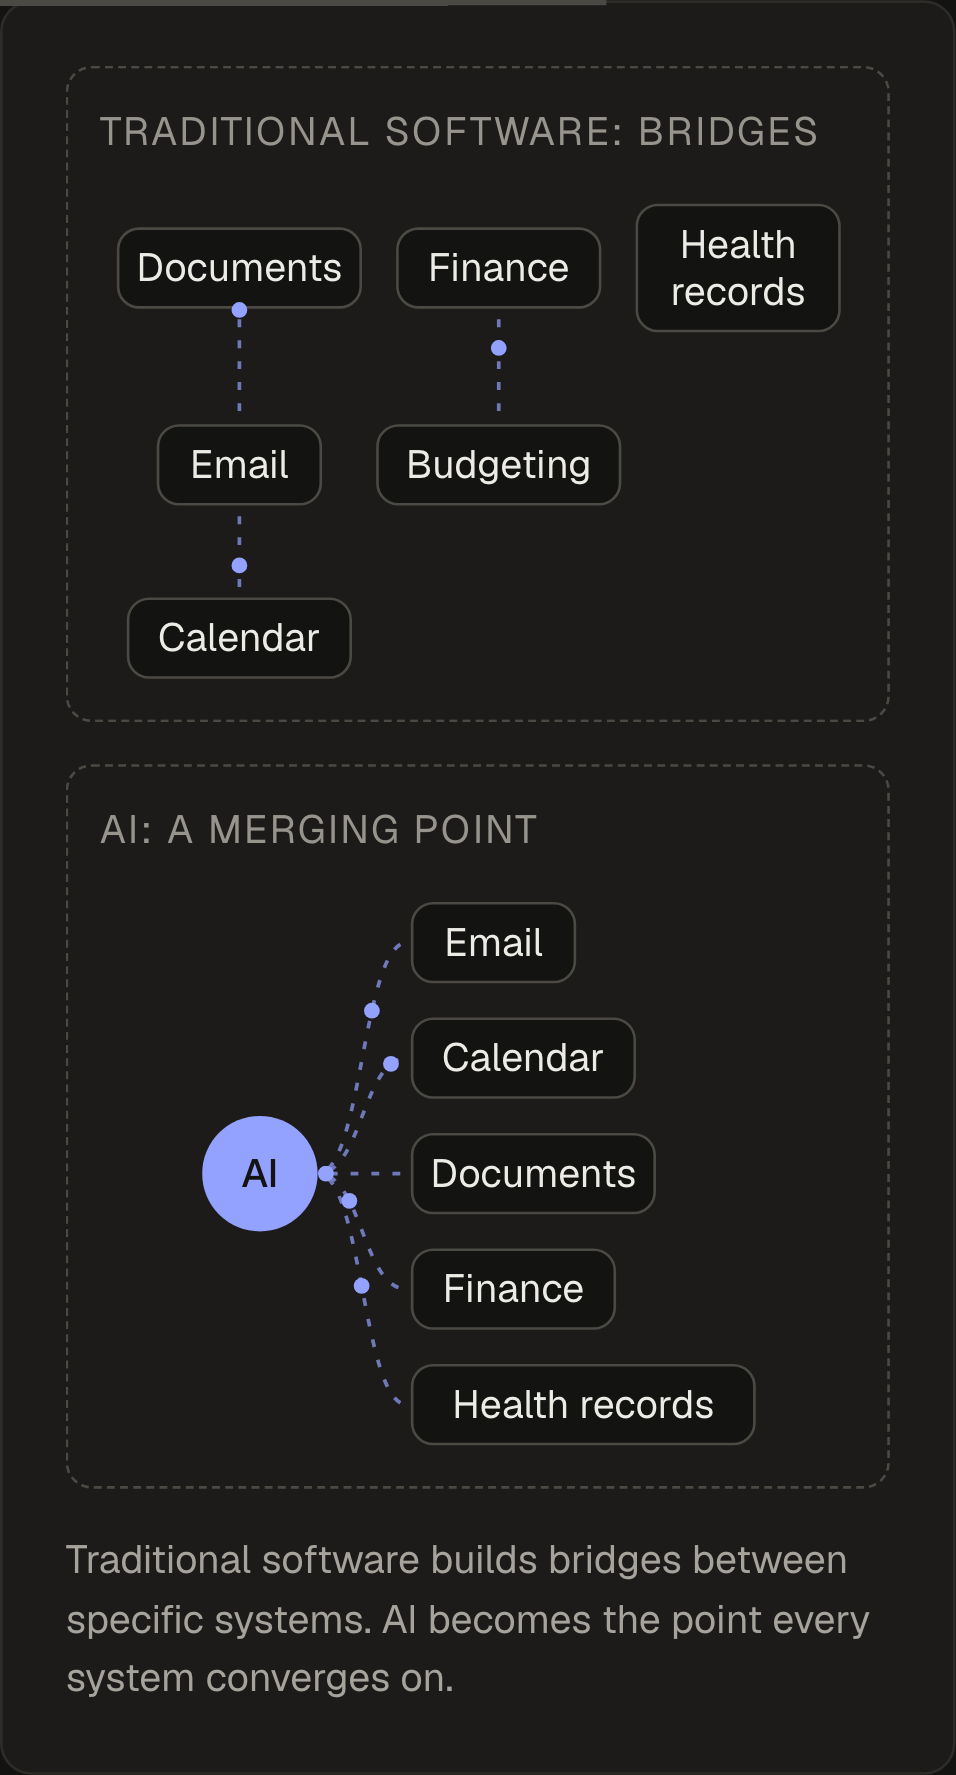 TRADITIONAL SOFTWARE: BRIDGES
Documents
Finance
Health
records
Email
Budgeting
Calendar
AI: A MERGING POINT
Email
Calendar
AI
Documents
Finance
Health records
Traditional software builds bridges between
specific systems. AI becomes the point every
system converges on.